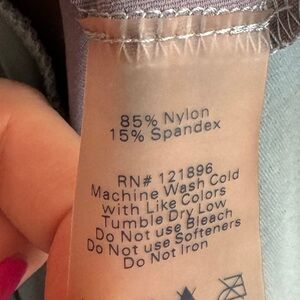 85% Nylon
15% Spandex
RN# 121896
Machine Wash Cold
with Like Colors
Tumble Dry Low
Do Not use Bleach
Do Not use Softeners
Do Not Iron